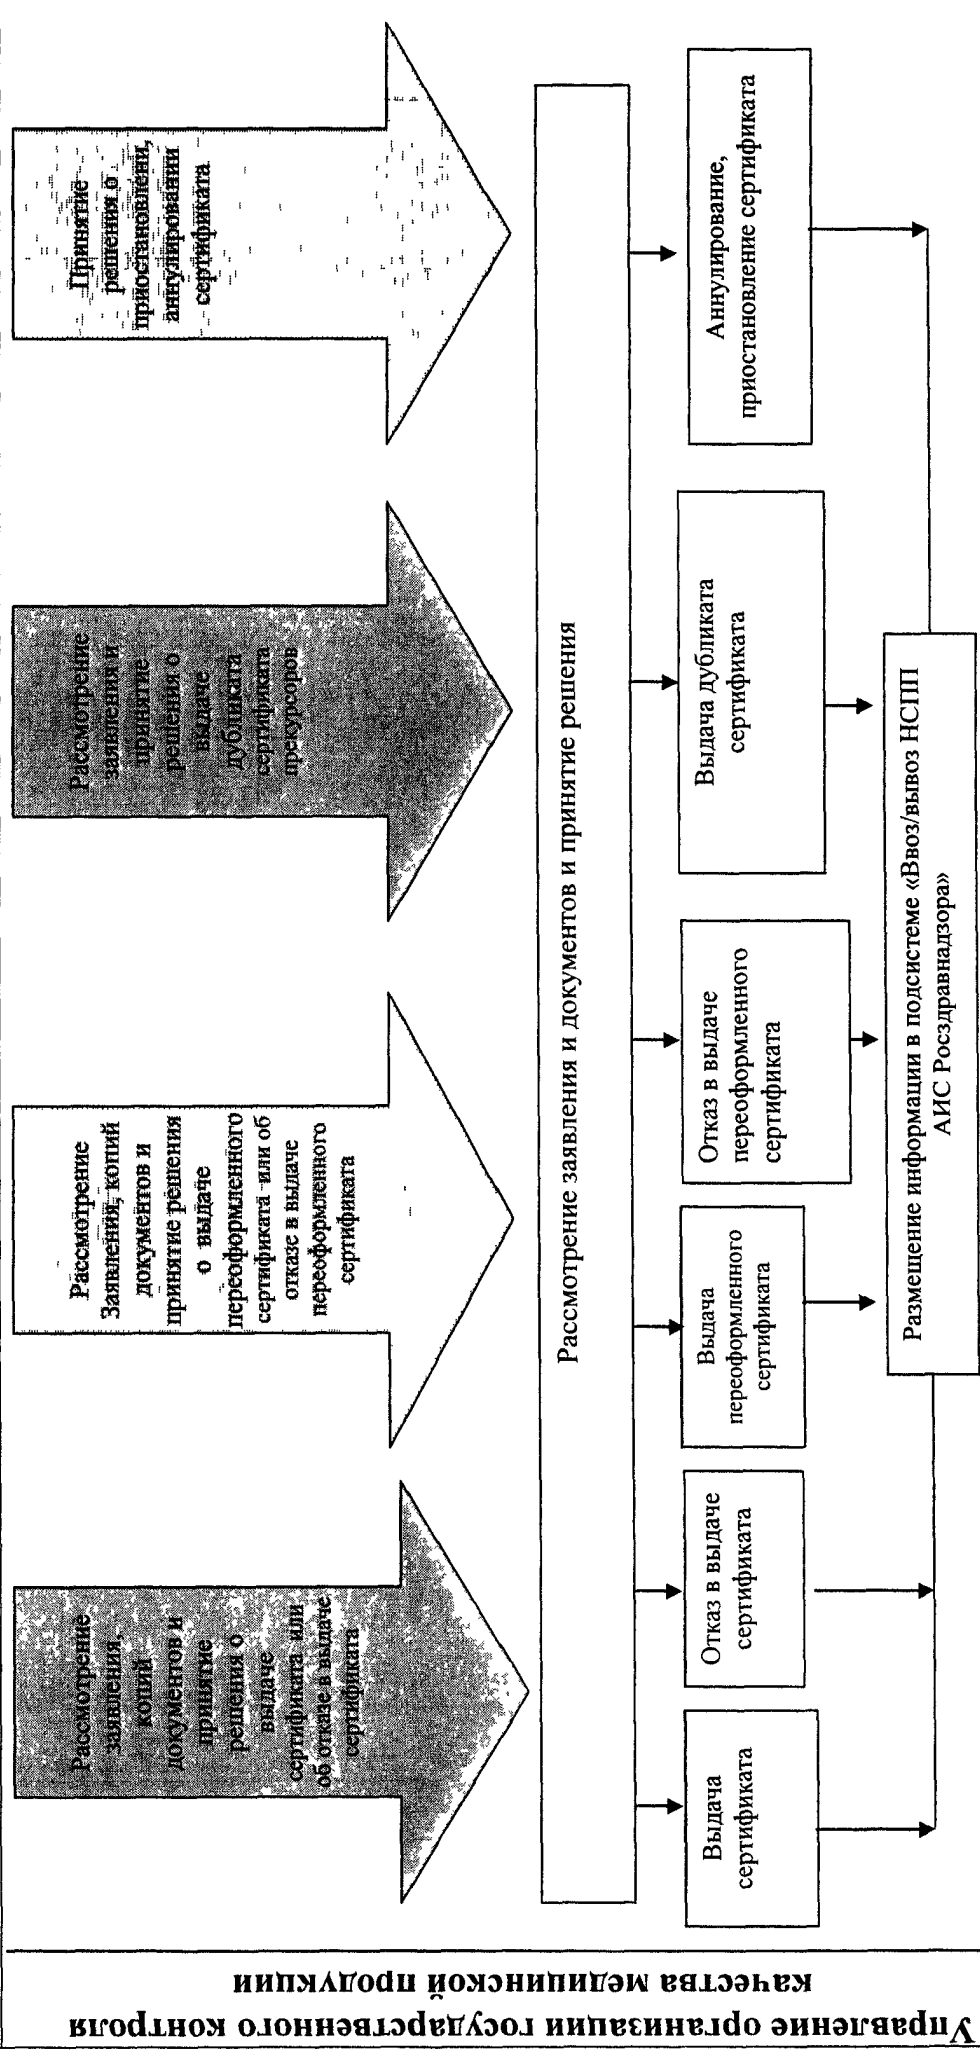 Управление организации государственного контроля
качества медицинской продукции
Рассмотрение
заявления,
копий
документов и
принятие
решения о
выдаче
сертификата или
об отказе в выдаче
сертификата
Рассмотрение
Заявления, копий
документов и
принятие решения
о выдаче
переоформленного
сертификата или об
отказе в выдаче
переоформленного
сертификата
Рассмотрение
заявления и
принятие
решения о
выдаче
дубликата
сертификата
прекурсоров
Принятие
решения о
приостановлени,
аннулировании
сертификата
Рассмотрение заявления и документов и принятие решения
Выдача
сертификата
Отказ в выдаче
сертификата
Выдача
переоформленного
сертификата
Отказ в выдаче
переоформленного
сертификата
Выдача дубликата
сертификата
Аннулирование,
приостановление сертификата
Размещение информации в подсистеме «Ввоз/вывоз НСПП
АИС Росздравнадзора»